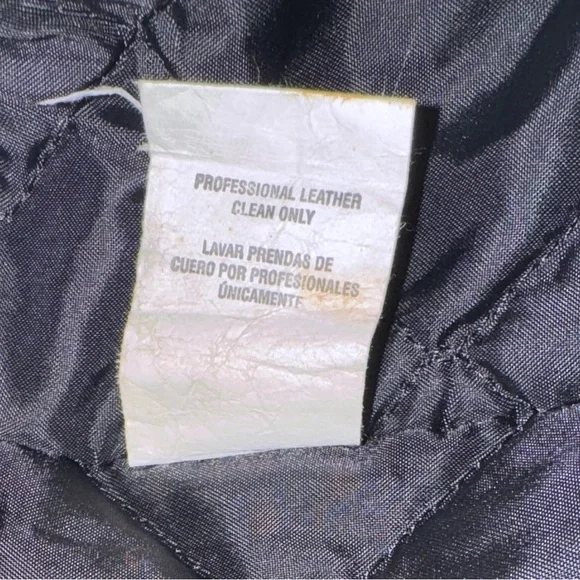 PROFESSIONAL LEATHER
CLEAN ONLY
LAVAR PRENDAS DE
CUERO POR PROFESIONALES
ÚNICAMENTE